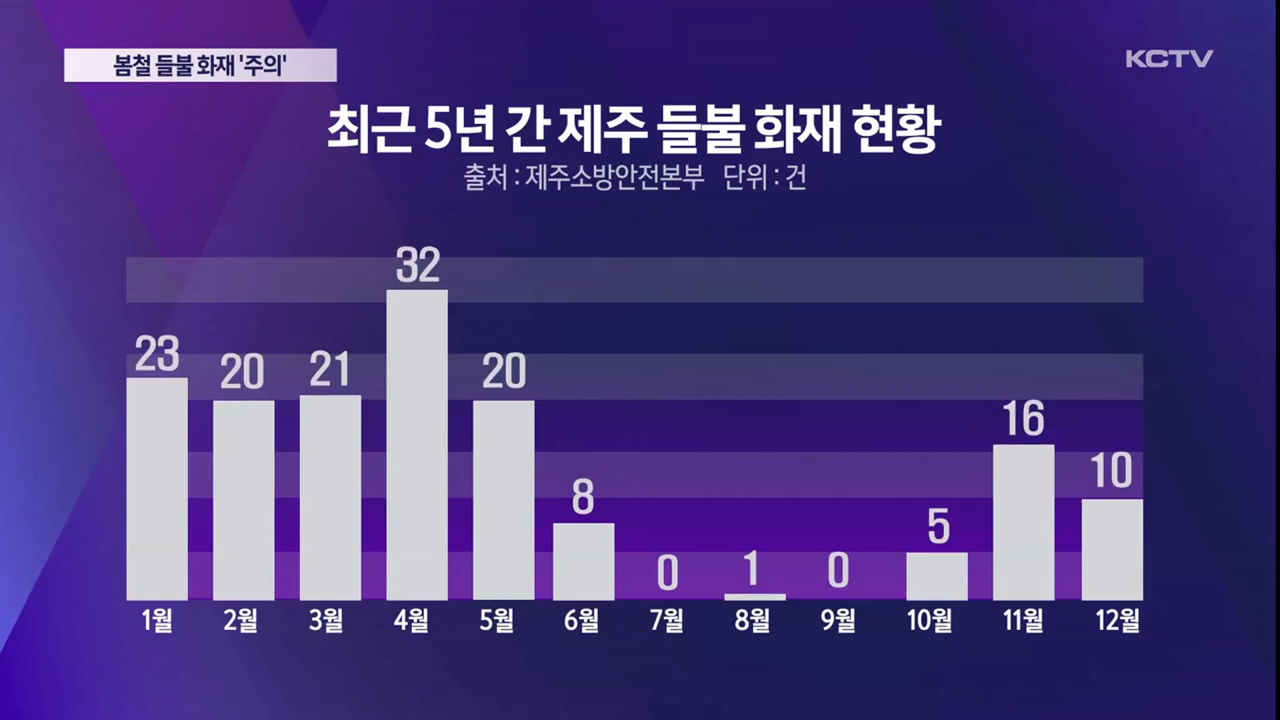 봄철 들불 화재 '주의'
KCTV
최근 5년 간 제주 들불 화재 현황
출처 : 제주소방안전본부 단위 : 건
23 20 21 32 20 8 0 1 0 5 16 10
1월 2월 3월 4월 5월 6월 7월 8월 9월 10월 11월 12월